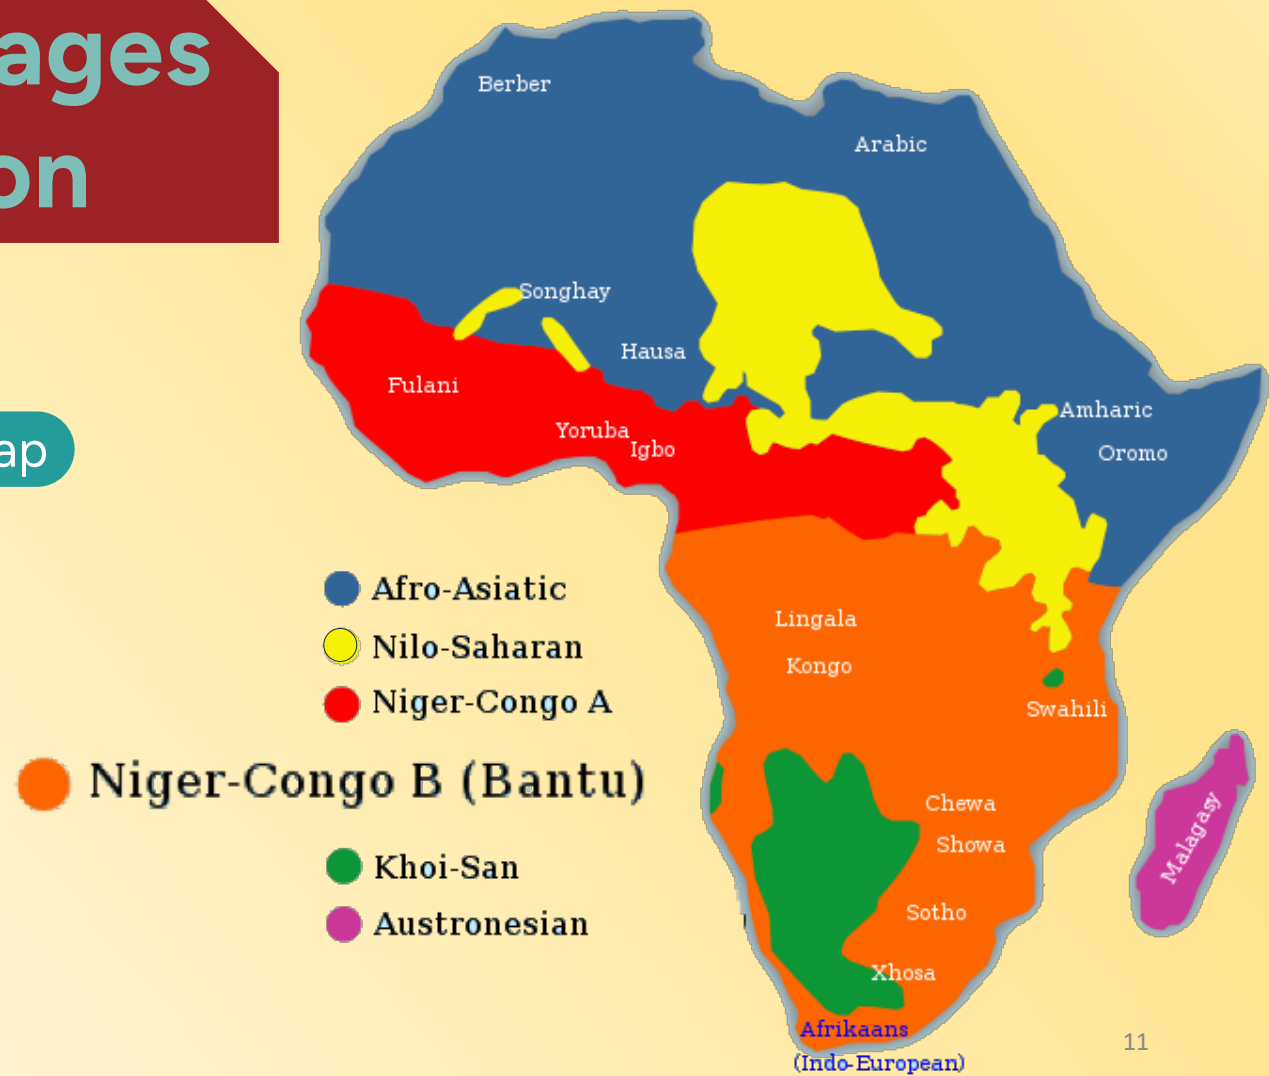 ages
on
ap
Berber
Arabic
Songhay
Hausa
Fulani
Yoruba
Igbo
Amharic
Oromo
Lingala
Kongo
Swahili
Chewa
Showa
Sotho
Xhosa
Malagasy
Afrikaans
(Indo-European)
Afro-Asiatic
Nilo-Saharan
Niger-Congo A
Niger-Congo B (Bantu)
Khoi-San
Austronesian
11